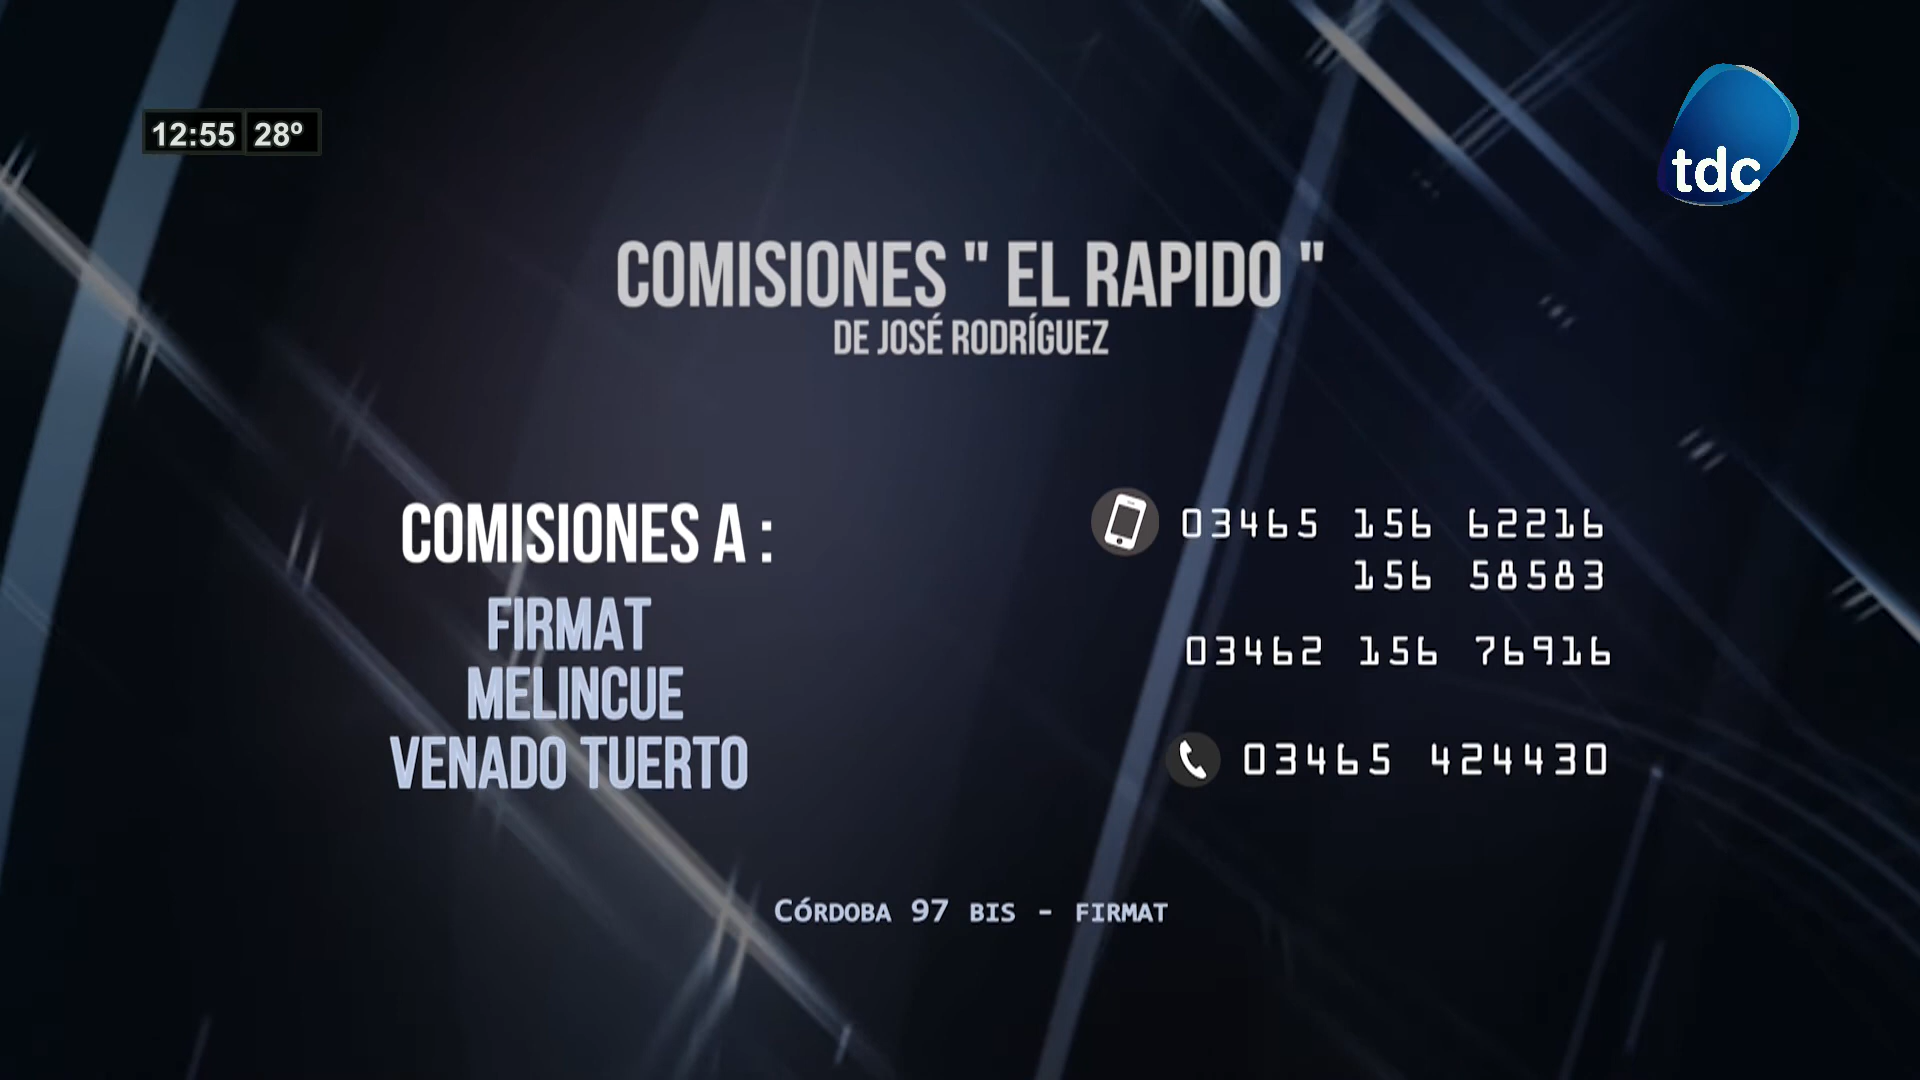 12:55 28º
tdc
COMISIONES " EL RAPIDO "
DE JOSÉ RODRÍGUEZ
COMISIONES A :
FIRMAT
MELINCUE
VENADO TUERTO
03465 156 62216
156 58583
03462 156 76916
03465 424430
CÓRDOBA 97 BIS - FIRMAT